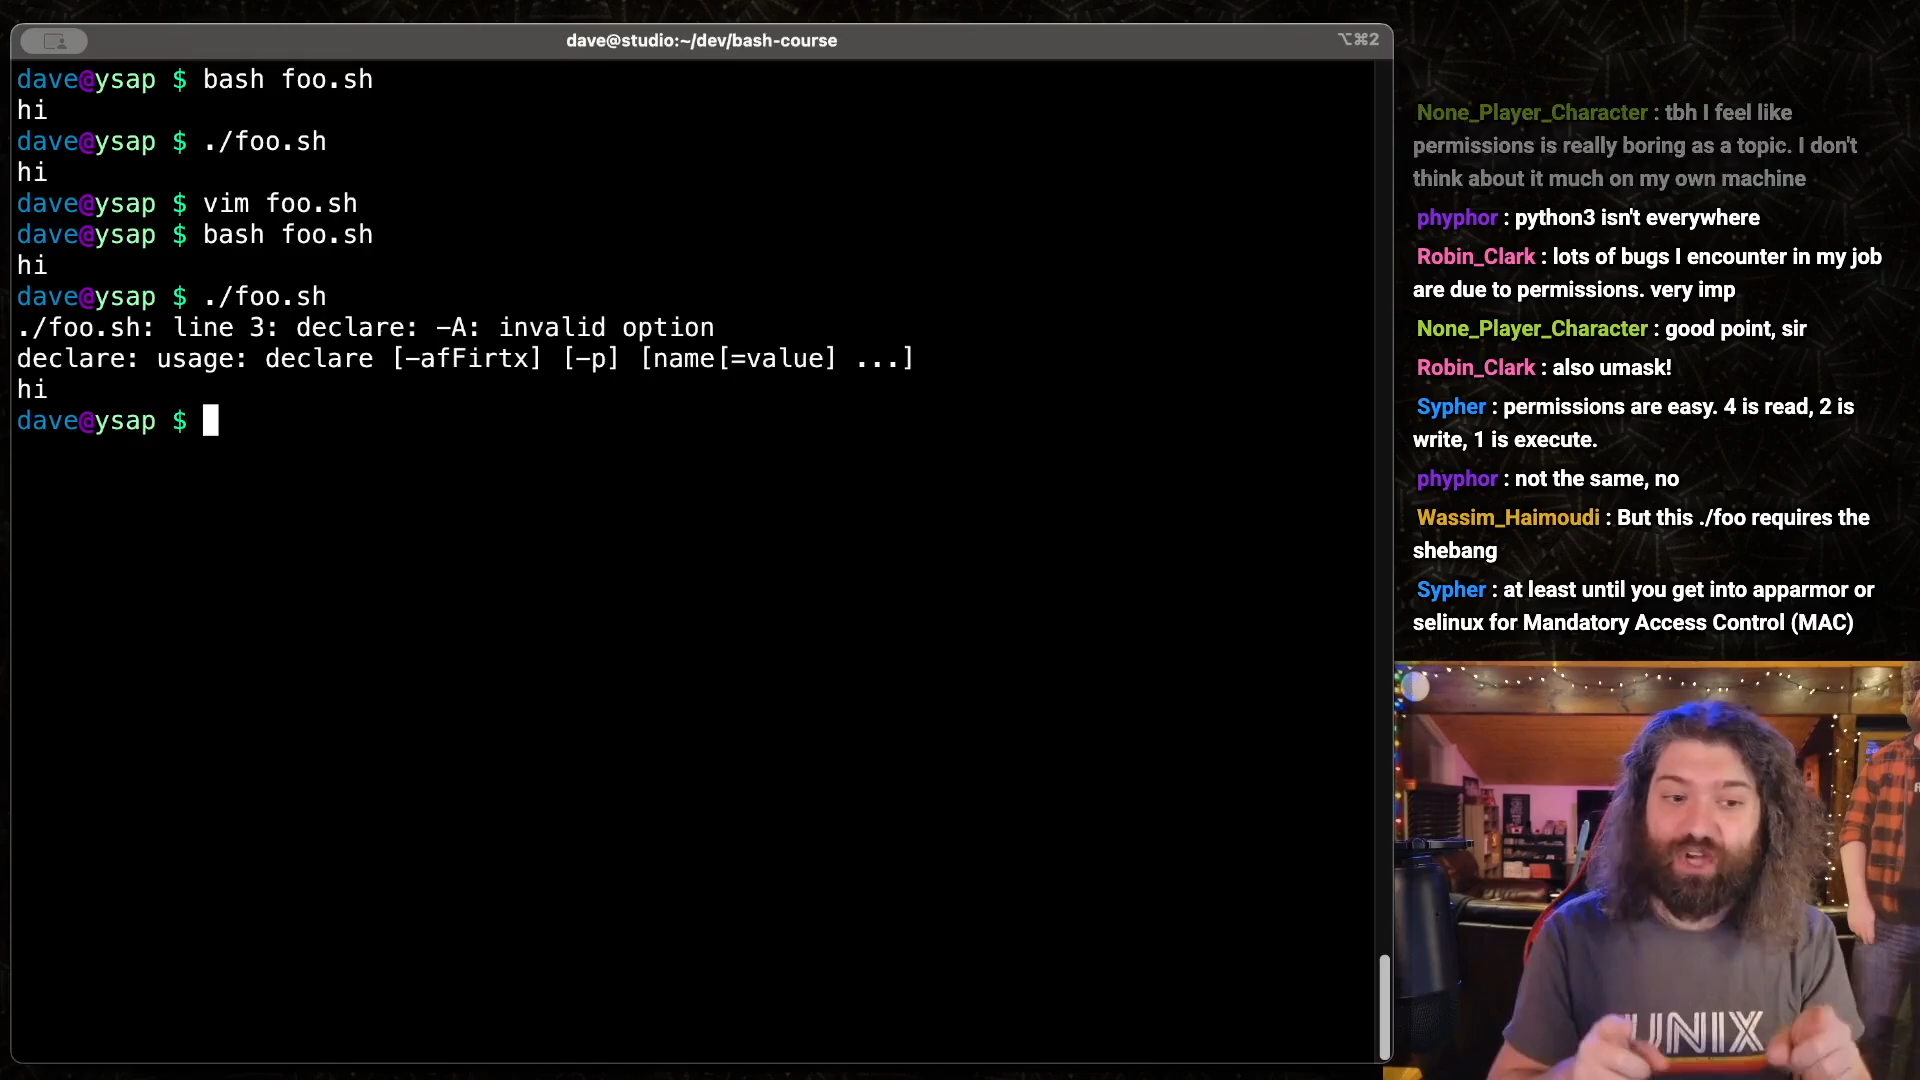 dave@studio:~/dev/bash-course
⌥⌘2
dave@ysap $ bash foo.sh
hi
dave@ysap $ ./foo.sh
hi
dave@ysap $ vim foo.sh
dave@ysap $ bash foo.sh
hi
dave@ysap $ ./foo.sh
./foo.sh: line 3: declare: -A: invalid option
declare: usage: declare [-afFirtx] [-p] [name[=value] ...]
hi
dave@ysap $
None_Player_Character : tbh I feel like
permissions is really boring as a topic. I don't
think about it much on my own machine
phyphor : python3 isn't everywhere
Robin_Clark : lots of bugs I encounter in my job
are due to permissions. very imp
None_Player_Character : good point, sir
Robin_Clark : also umask!
Sypher : permissions are easy. 4 is read, 2 is
write, 1 is execute.
phyphor : not the same, no
Wassim_Haimoudi : But this ./foo requires the
shebang
Sypher : at least until you get into apparmor or
selinux for Mandatory Access Control (MAC)
UNIX